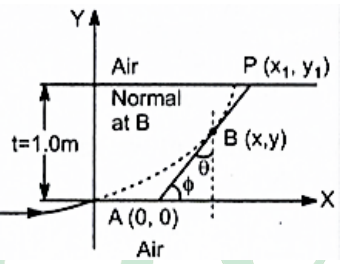 Y
Air
P (x₁, y₁)
Normal
at B
t=1.0m
B (x,y)
θ
ϕ
X
A (0, 0)
Air